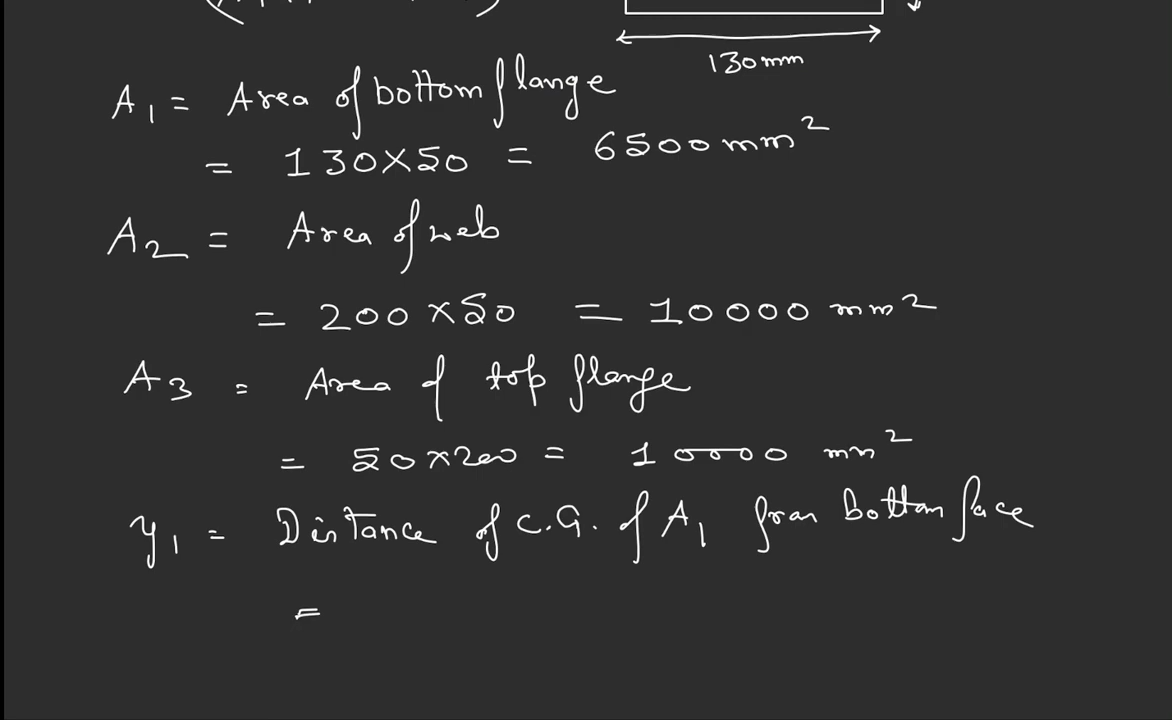 130mm
A1 = Area of bottom flange
= 130×50 = 6500 mm²
A2 = Area of web
= 200×50 = 10000 mm²
A3 = Area of top flange
= 50×200 = 10000 mm²
y1 = Distance of C.G. of A1 from bottom face
=